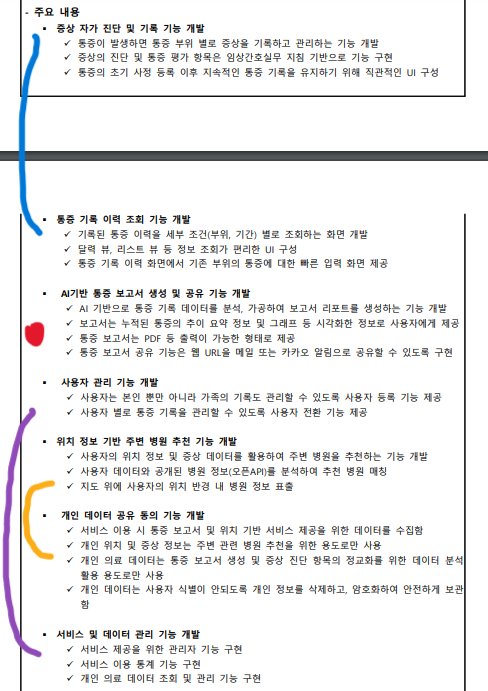 - 주요 내용
▪ 증상 자가 진단 및 기록 기능 개발
✓ 통증이 발생하면 통증 부위 별로 증상을 기록하고 관리하는 기능 개발
✓ 증상의 진단 및 통증 평가 항목은 임상간호실무 지침 기반으로 기능 구현
✓ 통증의 초기 사정 등록 이후 지속적인 통증 기록을 유지하기 위해 직관적인 UI 구성
▪ 통증 기록 이력 조회 기능 개발
✓ 기록된 통증 이력을 세부 조건(부위, 기간) 별로 조회하는 화면 개발
✓ 달력 뷰, 리스트 뷰 등 정보 조회가 편리한 UI 구성
✓ 통증 기록 이력 화면에서 기존 부위의 통증에 대한 빠른 입력 화면 제공
▪ AI기반 통증 보고서 생성 및 공유 기능 개발
✓ AI 기반으로 통증 기록 데이터를 분석, 가공하여 보고서 리포트를 생성하는 기능 개발
✓ 보고서는 누적된 통증의 추이 요약 정보 및 그래프 등 시각화한 정보로 사용자에게 제공
✓ 통증 보고서는 PDF 등 출력이 가능한 형태로 제공
✓ 통증 보고서 공유 기능은 웹 URL을 메일 또는 카카오 알림으로 공유할 수 있도록 구현
▪ 사용자 관리 기능 개발
✓ 사용자는 본인 뿐만 아니라 가족의 기록도 관리할 수 있도록 사용자 등록 기능 제공
✓ 사용자 별로 통증 기록을 관리할 수 있도록 사용자 전환 기능 제공
▪ 위치 정보 기반 주변 병원 추천 기능 개발
✓ 사용자의 위치 정보 및 증상 데이터를 활용하여 주변 병원을 추천하는 기능 개발
✓ 사용자 데이터와 공개된 병원 정보(오픈API)를 분석하여 추천 병원 매칭
✓ 지도 위에 사용자의 위치 반경 내 병원 정보 표출
▪ 개인 데이터 공유 동의 기능 개발
✓ 서비스 이용 시 통증 보고서 및 위치 기반 서비스 제공을 위한 데이터를 수집함
✓ 개인 위치 및 증상 정보는 주변 관련 병원 추천을 위한 용도로만 사용
✓ 개인 의료 데이터는 통증 보고서 생성 및 증상 진단 항목의 정교화를 위한 데이터 분석
활용 용도로만 사용
✓ 개인 데이터는 사용자 식별이 안되도록 개인 정보를 삭제하고, 암호화하여 안전하게 보관
함
▪ 서비스 및 데이터 관리 기능 개발
✓ 서비스 제공을 위한 관리자 기능 구현
✓ 서비스 이용 통계 기능 구현
✓ 개인 의료 데이터 조회 및 관리 기능 구현